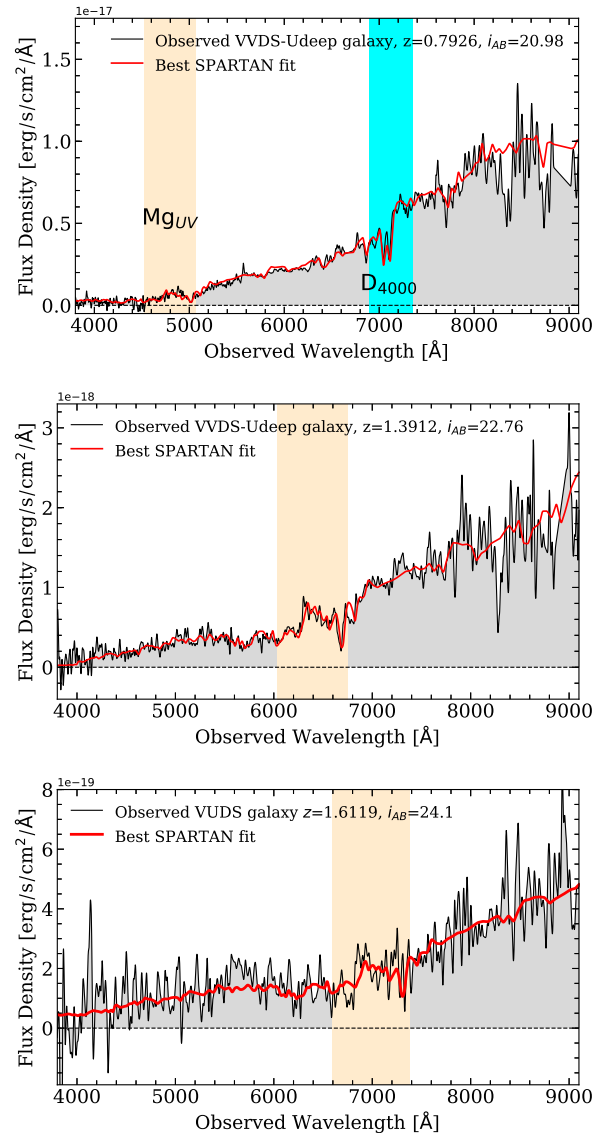 1e-17
Observed VVDS-Udeep galaxy, z=0.7926, i_AB=20.98
Best SPARTAN fit
1.5
1.0
0.5
0.0
Flux Density [erg/s/cm²/Å]
Mg_UV
D_4000
4000 5000 6000 7000 8000 9000
Observed Wavelength [Å]
1e-18
Observed VVDS-Udeep galaxy, z=1.3912, i_AB=22.76
Best SPARTAN fit
3
2
1
0
Flux Density [erg/s/cm²/Å]
4000 5000 6000 7000 8000 9000
Observed Wavelength [Å]
1e-19
Observed VUDS galaxy z=1.6119, i_AB=24.1
Best SPARTAN fit
8
6
4
2
0
Flux Density [erg/s/cm²/Å]
4000 5000 6000 7000 8000 9000
Observed Wavelength [Å]